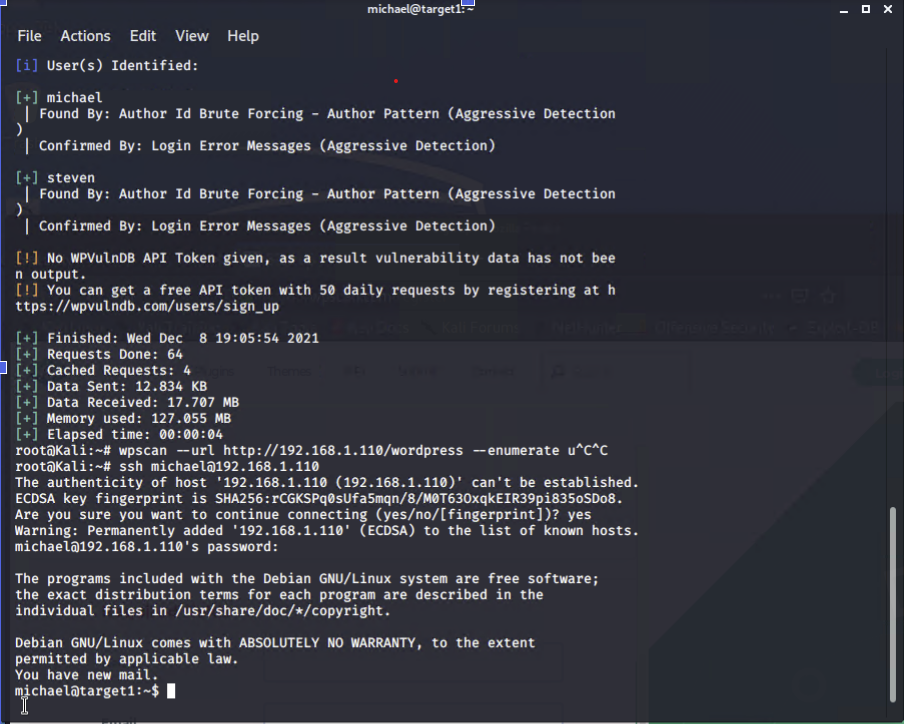 michael@target1:~
File Actions Edit View Help
[i] User(s) Identified:
[+] michael
| Found By: Author Id Brute Forcing - Author Pattern (Aggressive Detection
)
| Confirmed By: Login Error Messages (Aggressive Detection)
[+] steven
| Found By: Author Id Brute Forcing - Author Pattern (Aggressive Detection
)
| Confirmed By: Login Error Messages (Aggressive Detection)
[!] No WPVulnDB API Token given, as a result vulnerability data has not bee
n output.
[!] You can get a free API token with 50 daily requests by registering at h
ttps://wpvulndb.com/users/sign_up
[+] Finished: Wed Dec  8 19:05:54 2021
[+] Requests Done: 64
[+] Cached Requests: 4
[+] Data Sent: 12.834 KB
[+] Data Received: 17.707 MB
[+] Memory used: 127.055 MB
[+] Elapsed time: 00:00:04
root@Kali:~# wpscan --url http://192.168.1.110/wordpress --enumerate u^C^C
root@Kali:~# ssh michael@192.168.1.110
The authenticity of host '192.168.1.110 (192.168.1.110)' can't be established.
ECDSA key fingerprint is SHA256:rCGKSPq0sUfa5mqn/8/M0T63OxqkEIR39pi835oSDo8.
Are you sure you want to continue connecting (yes/no/[fingerprint])? yes
Warning: Permanently added '192.168.1.110' (ECDSA) to the list of known hosts.
michael@192.168.1.110's password:
The programs included with the Debian GNU/Linux system are free software;
the exact distribution terms for each program are described in the
individual files in /usr/share/doc/*/copyright.
Debian GNU/Linux comes with ABSOLUTELY NO WARRANTY, to the extent
permitted by applicable law.
You have new mail.
michael@target1:~$